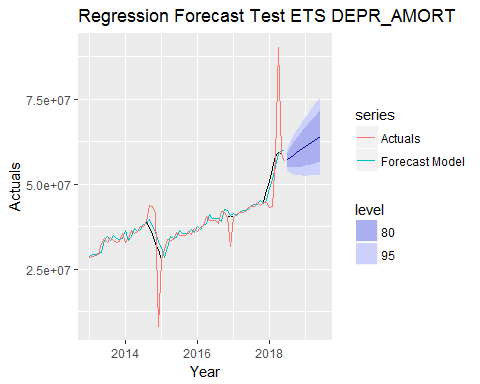 Regression Forecast Test ETS DEPR_AMORT
7.5e+07
5.0e+07
2.5e+07
Actuals
2014 2016 2018
Year
series
Actuals
Forecast Model
level
80
95